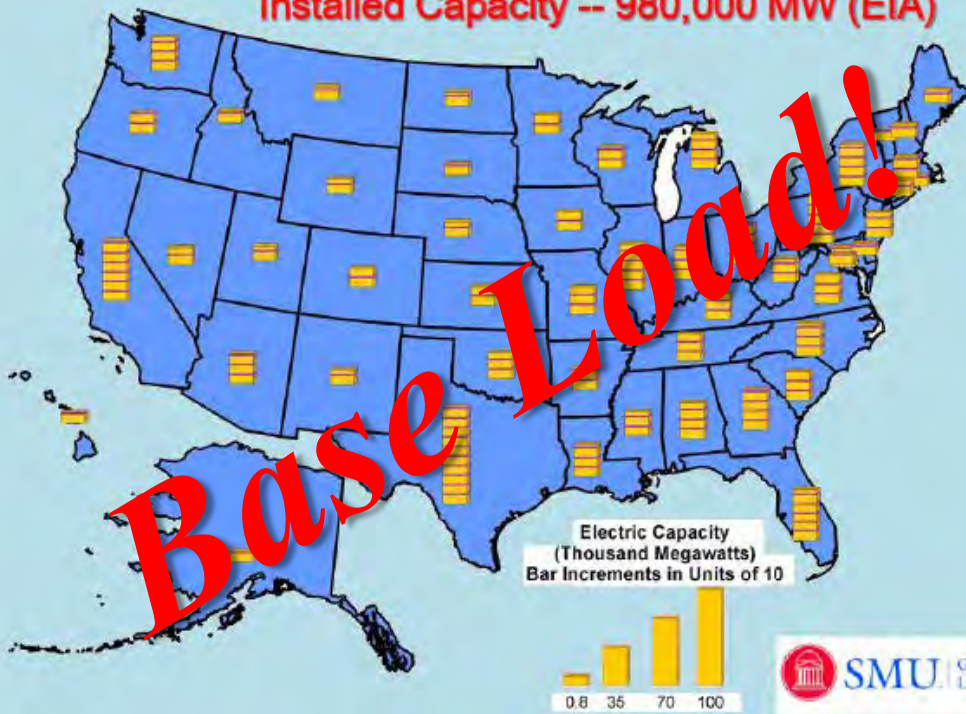 Installed Capacity -- 980,000 MW (EIA)
Base Load!
Electric Capacity
(Thousand Megawatts)
Bar Increments in Units of 10
0.8 35 70 100
SMU